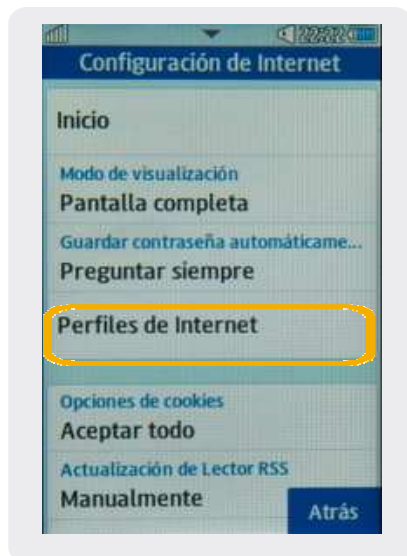 22:22
Configuración de Internet
Inicio
Modo de visualización
Pantalla completa
Guardar contraseña automáticame...
Preguntar siempre
Perfiles de Internet
Opciones de cookies
Aceptar todo
Actualización de Lector RSS
Manualmente
Atrás